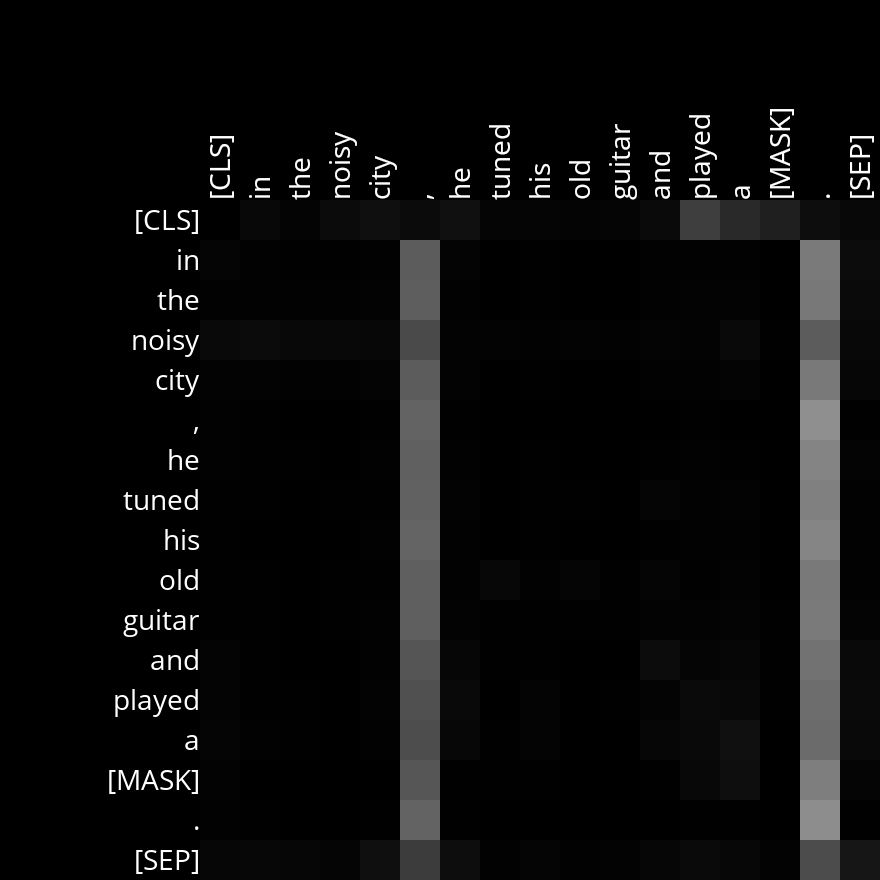 [CLS] in the noisy city , he tuned his old guitar and played a [MASK] . [SEP]
[CLS]
in
the
noisy
city
,
he
tuned
his
old
guitar
and
played
a
[MASK]
.
[SEP]